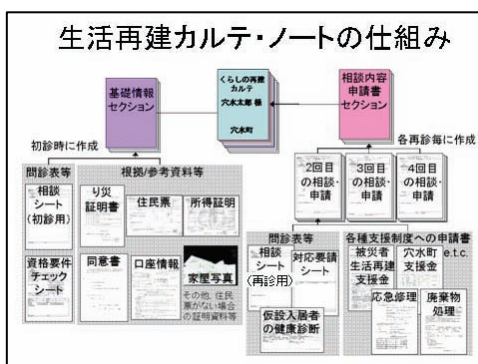 生活再建カルテ・ノートの仕組み
基礎情報
セクション
くらしの再建
カルテ
穴水太郎 様
穴水町
相談内容
申請書
セクション
初診時に作成
各再診毎に作成
問診表等
相談
シート
(初診用)
資格要件
チェック
シート
根拠/参考資料等
り災
証明書
住民票
所得証明
同意書
口座情報
家屋写真
その他、住民
票がない場合
の証明資料等
2回目
の相談・
申請
3回目
の相談・
申請
4回目
の相談・
申請
問診表等
相談
シート
(再診用)
対応要請
シート
仮設入居者
の健康診断
各種支援制度への申請書
被災者
生活再建
支援金
穴水町
支援金
e.t.c.
応急修理
廃棄物
処理